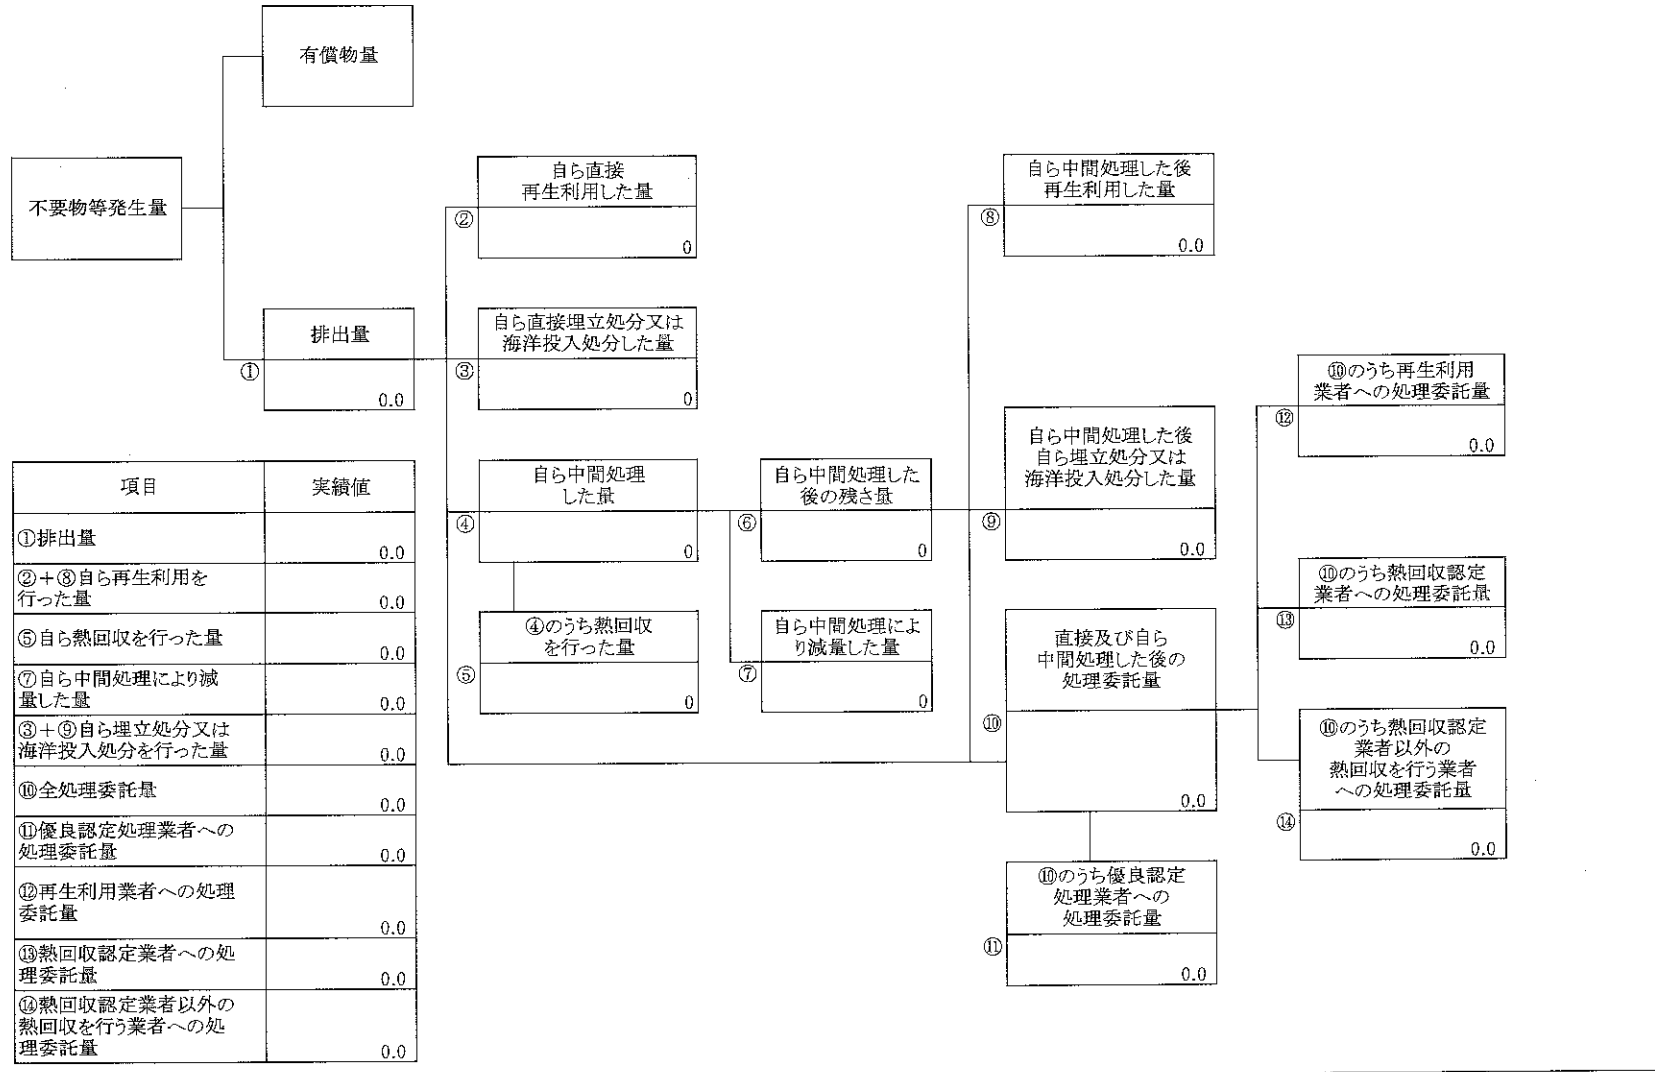 有償物量
不要物等発生量
①
排出量
0.0
②
自ら直接
再生利用した量
0
③
自ら直接埋立処分又は
海洋投入処分した量
0
④
自ら中間処理
した量
0
⑤
④のうち熱回収
を行った量
0
⑥
自ら中間処理した
後の残さ量
0
⑦
自ら中間処理によ
り減量した量
0
⑧
自ら中間処理した後
再生利用した量
0.0
⑨
自ら中間処理した後
自ら埋立処分又は
海洋投入処分した量
0.0
⑩
直接及び自ら
中間処理した後の
処理委託量
0.0
⑪
⑩のうち優良認定
処理業者への
処理委託量
0.0
⑫
⑩のうち再生利用
業者への処理委託量
0.0
⑬
⑩のうち熱回収認定
業者への処理委託量
0.0
⑭
⑩のうち熱回収認定
業者以外の
熱回収を行う業者
への処理委託量
0.0
項目 実績値
①排出量
0.0
②+⑧自ら再生利用を
行った量 0.0
⑤自ら熱回収を行った量
0.0
⑦自ら中間処理により減
量した量 0.0
③+⑨自ら埋立処分又は
海洋投入処分を行った量 0.0
⑩全処理委託量
0.0
⑪優良認定処理業者への
処理委託量 0.0
⑫再生利用業者への処理
委託量
0.0
⑬熱回収認定業者への処
理委託量 0.0
⑭熱回収認定業者以外の
熱回収を行う業者への処
理委託量 0.0